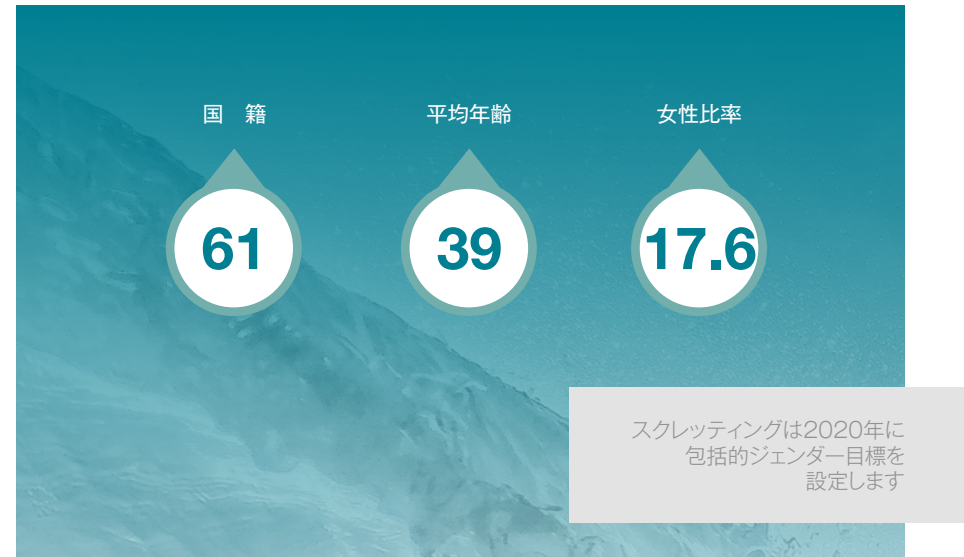 国　籍
平均年齢
女性比率
61
39
17.6
スクレッティングは2020年に
包括的ジェンダー目標を
設定します